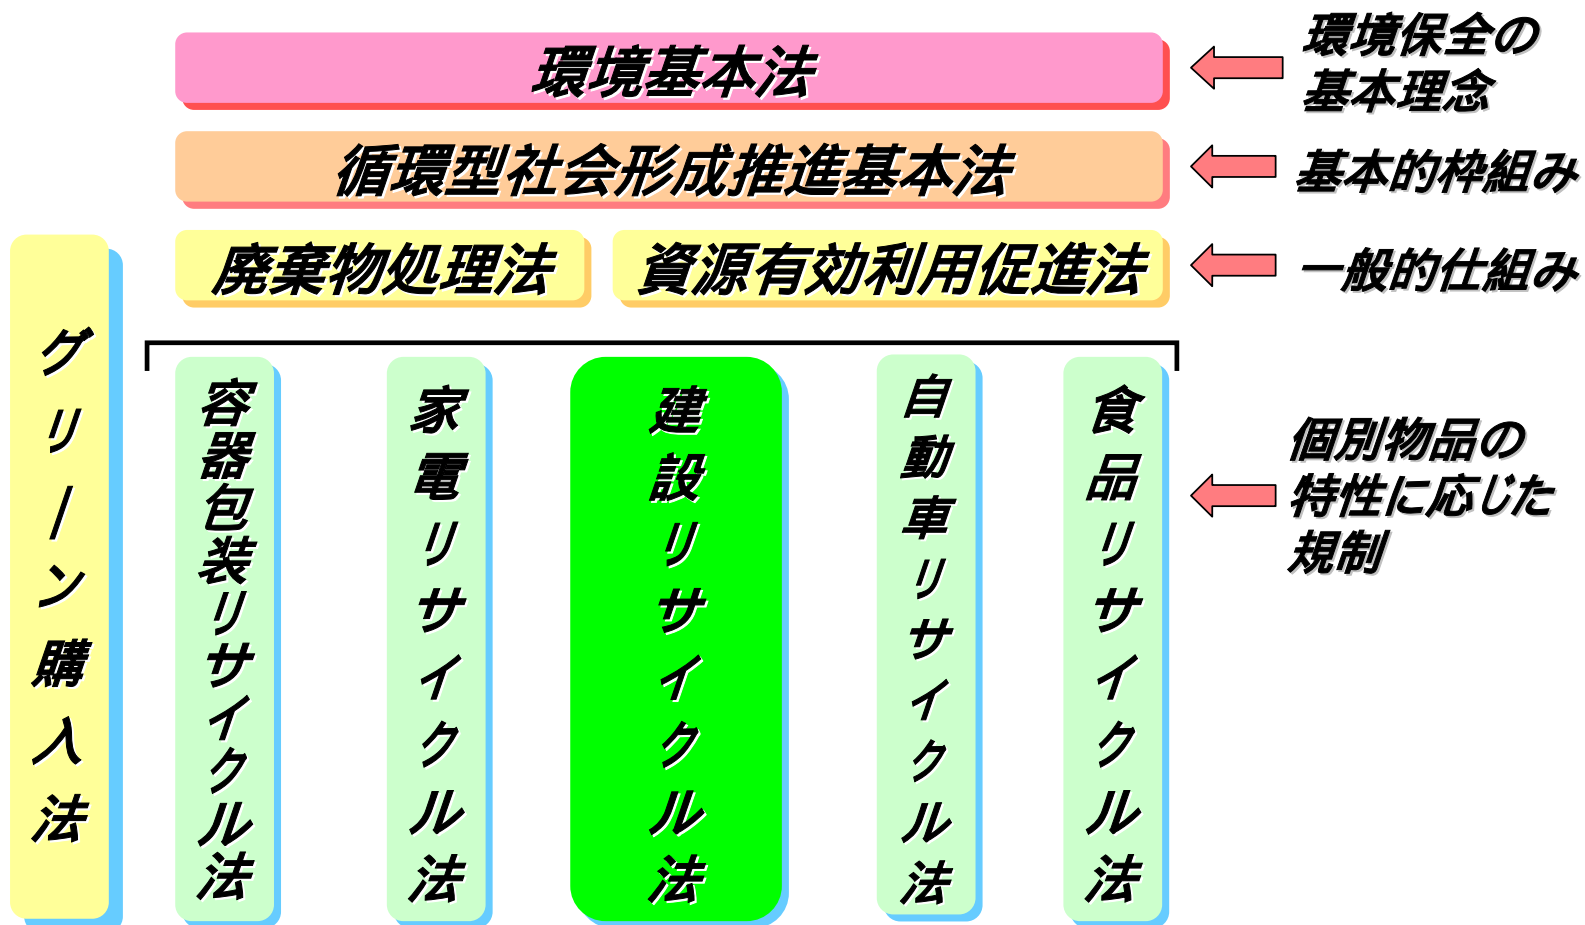 環境基本法
環境保全の
基本理念
循環型社会形成推進基本法
基本的枠組み
廃棄物処理法
資源有効利用促進法
一般的仕組み
グリーン購入法
容器包装リサイクル法
家電リサイクル法
建設リサイクル法
自動車リサイクル法
食品リサイクル法
個別物品の
特性に応じた
規制